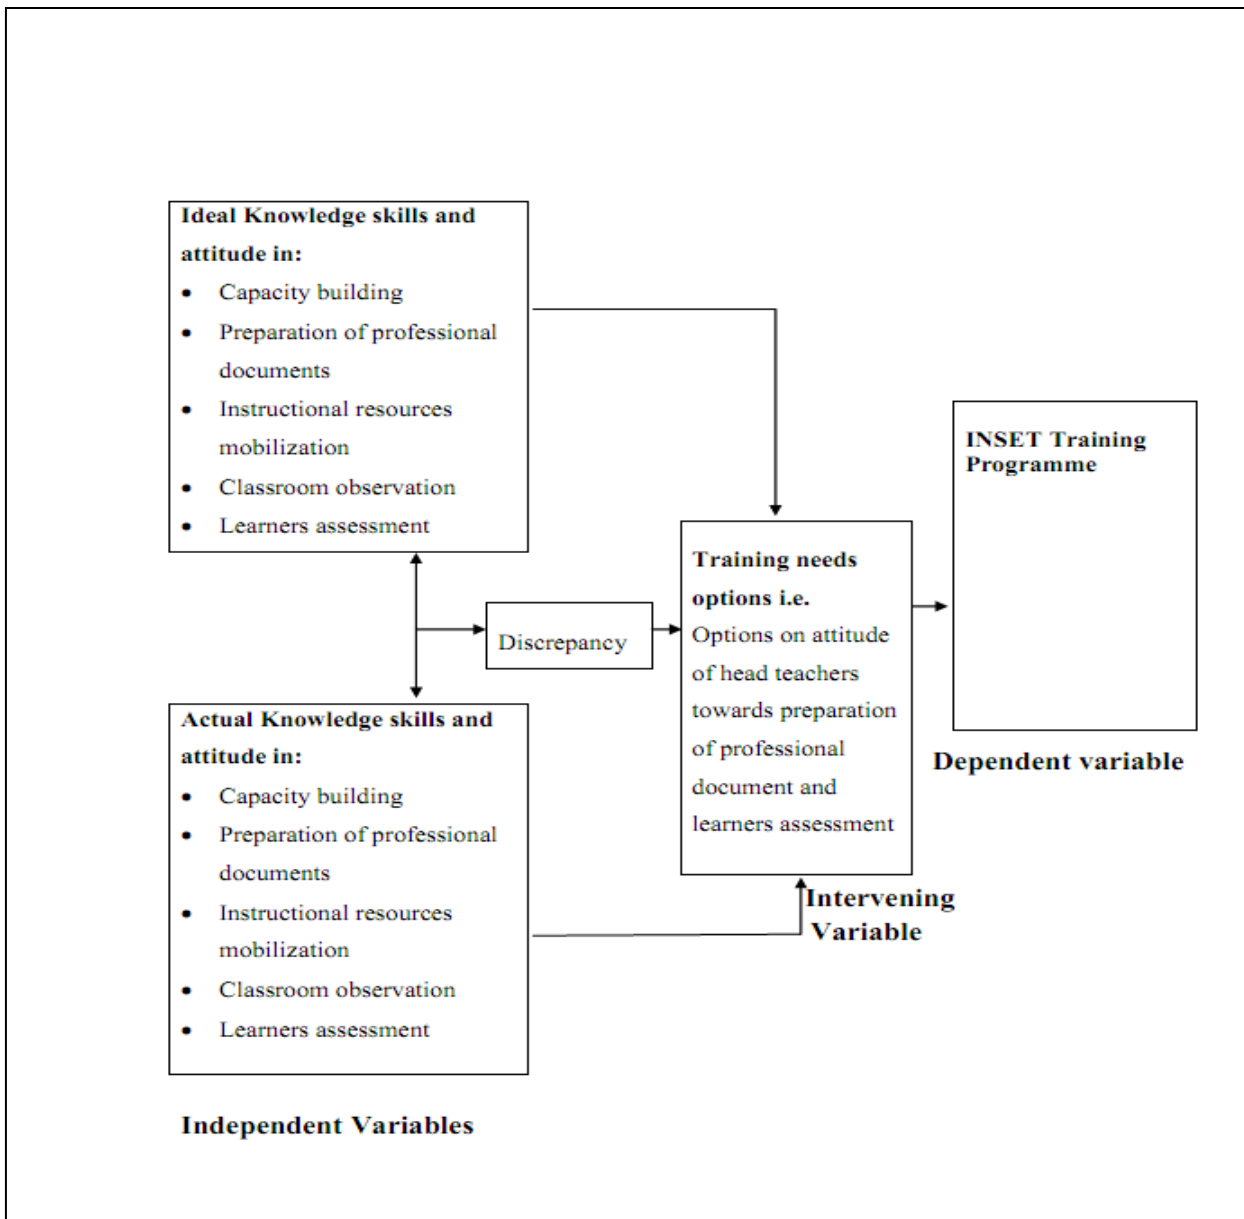 Ideal Knowledge skills and
attitude in:
• Capacity building
• Preparation of professional
documents
• Instructional resources
mobilization
• Classroom observation
• Learners assessment
Discrepancy
Actual Knowledge skills and
attitude in:
• Capacity building
• Preparation of professional
documents
• Instructional resources
mobilization
• Classroom observation
• Learners assessment
Independent Variables
Training needs
options i.e.
Options on attitude
of head teachers
towards preparation
of professional
document and
learners assessment
Intervening
Variable
INSET Training
Programme
Dependent variable